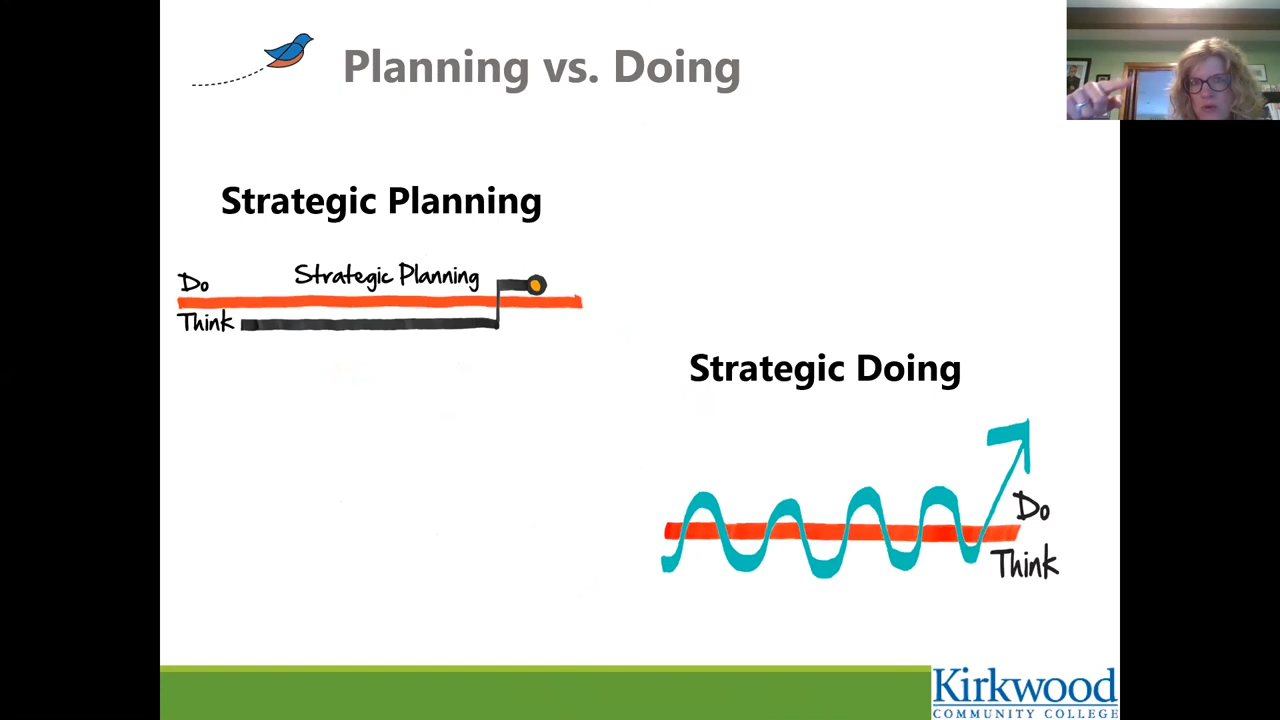 Planning vs. Doing
Strategic Planning
Do
Strategic Planning
Think
Strategic Doing
Do
Think
Kirkwood
COMMUNITY COLLEGE